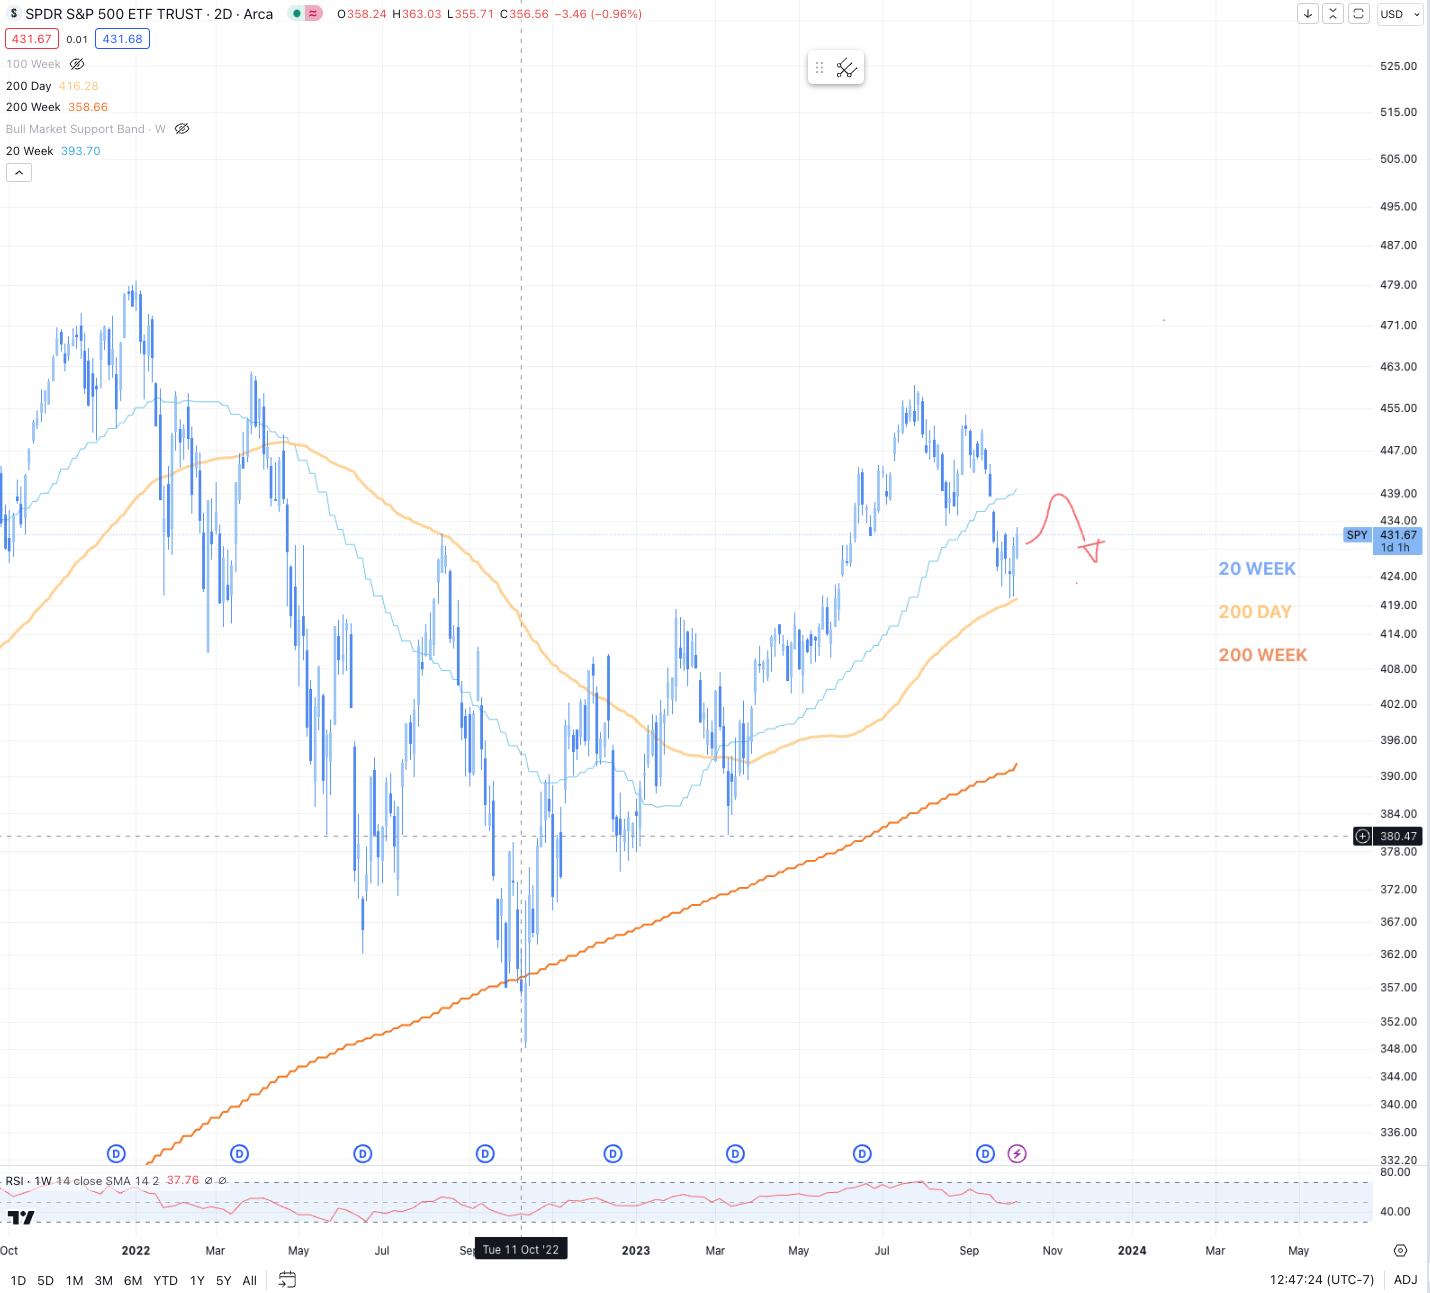 S SPDR S&P 500 ETF TRUST · 2D · Arca ≈ O358.24 H363.03 L355.71 C356.56 −3.46 (−0.96%) USD
431.67 0.01 431.68
100 Week
200 Day 416.28
200 Week 358.66
Bull Market Support Band · W
20 Week 393.70
525.00
515.00
505.00
495.00
487.00
479.00
471.00
463.00
455.00
447.00
439.00
434.00
SPY 431.67
1d 1h
424.00
419.00
414.00
408.00
402.00
396.00
390.00
384.00
380.47
378.00
372.00
367.00
362.00
357.00
352.00
348.00
344.00
340.00
336.00
332.20
20 WEEK
200 DAY
200 WEEK
D D D D D D D D
RSI · 1W 14 close SMA 14 2 37.76 ∅ ∅
80.00
40.00
Oct 2022 Mar May Jul Sep Tue 11 Oct '22 2023 Mar May Jul Sep Nov 2024 Mar May
1D 5D 1M 3M 6M YTD 1Y 5Y All 12:47:24 (UTC-7) ADJ